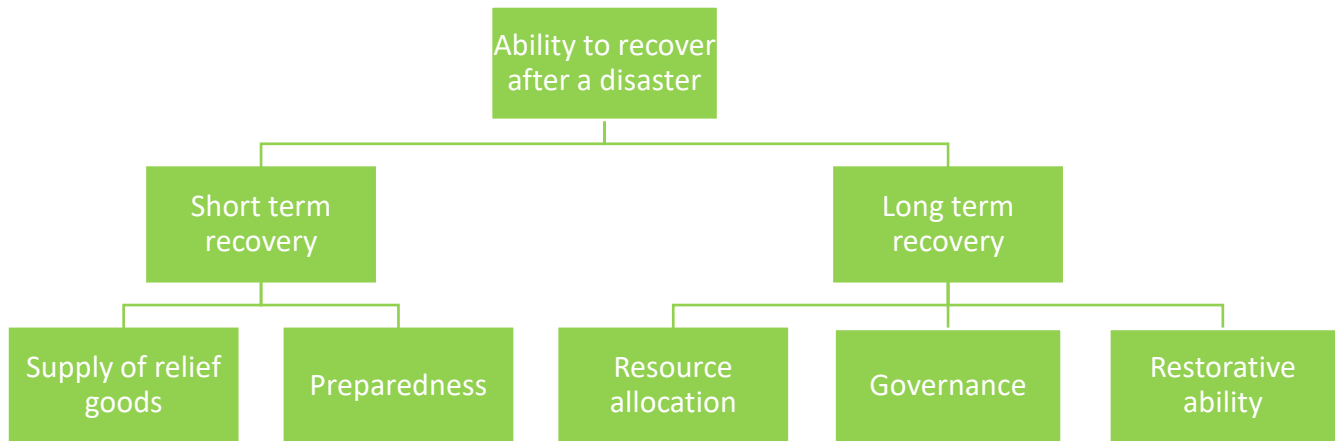 Ability to recover
after a disaster
Short term
recovery
Long term
recovery
Supply of relief
goods
Preparedness
Resource
allocation
Governance
Restorative
ability